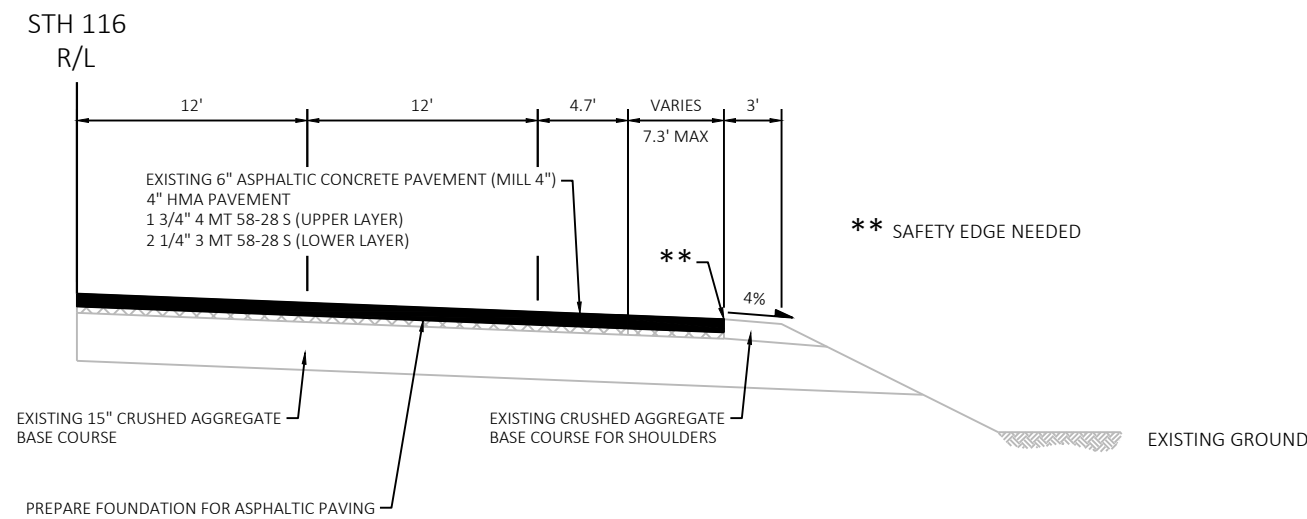 STH 116
R/L
12'
12'
4.7'
VARIES
7.3' MAX
3'
EXISTING 6" ASPHALTIC CONCRETE PAVEMENT (MILL 4")
4" HMA PAVEMENT
1 3/4" 4 MT 58-28 S (UPPER LAYER)
2 1/4" 3 MT 58-28 S (LOWER LAYER)
**
** SAFETY EDGE NEEDED
4%
EXISTING 15" CRUSHED AGGREGATE
BASE COURSE
EXISTING CRUSHED AGGREGATE
BASE COURSE FOR SHOULDERS
EXISTING GROUND
PREPARE FOUNDATION FOR ASPHALTIC PAVING